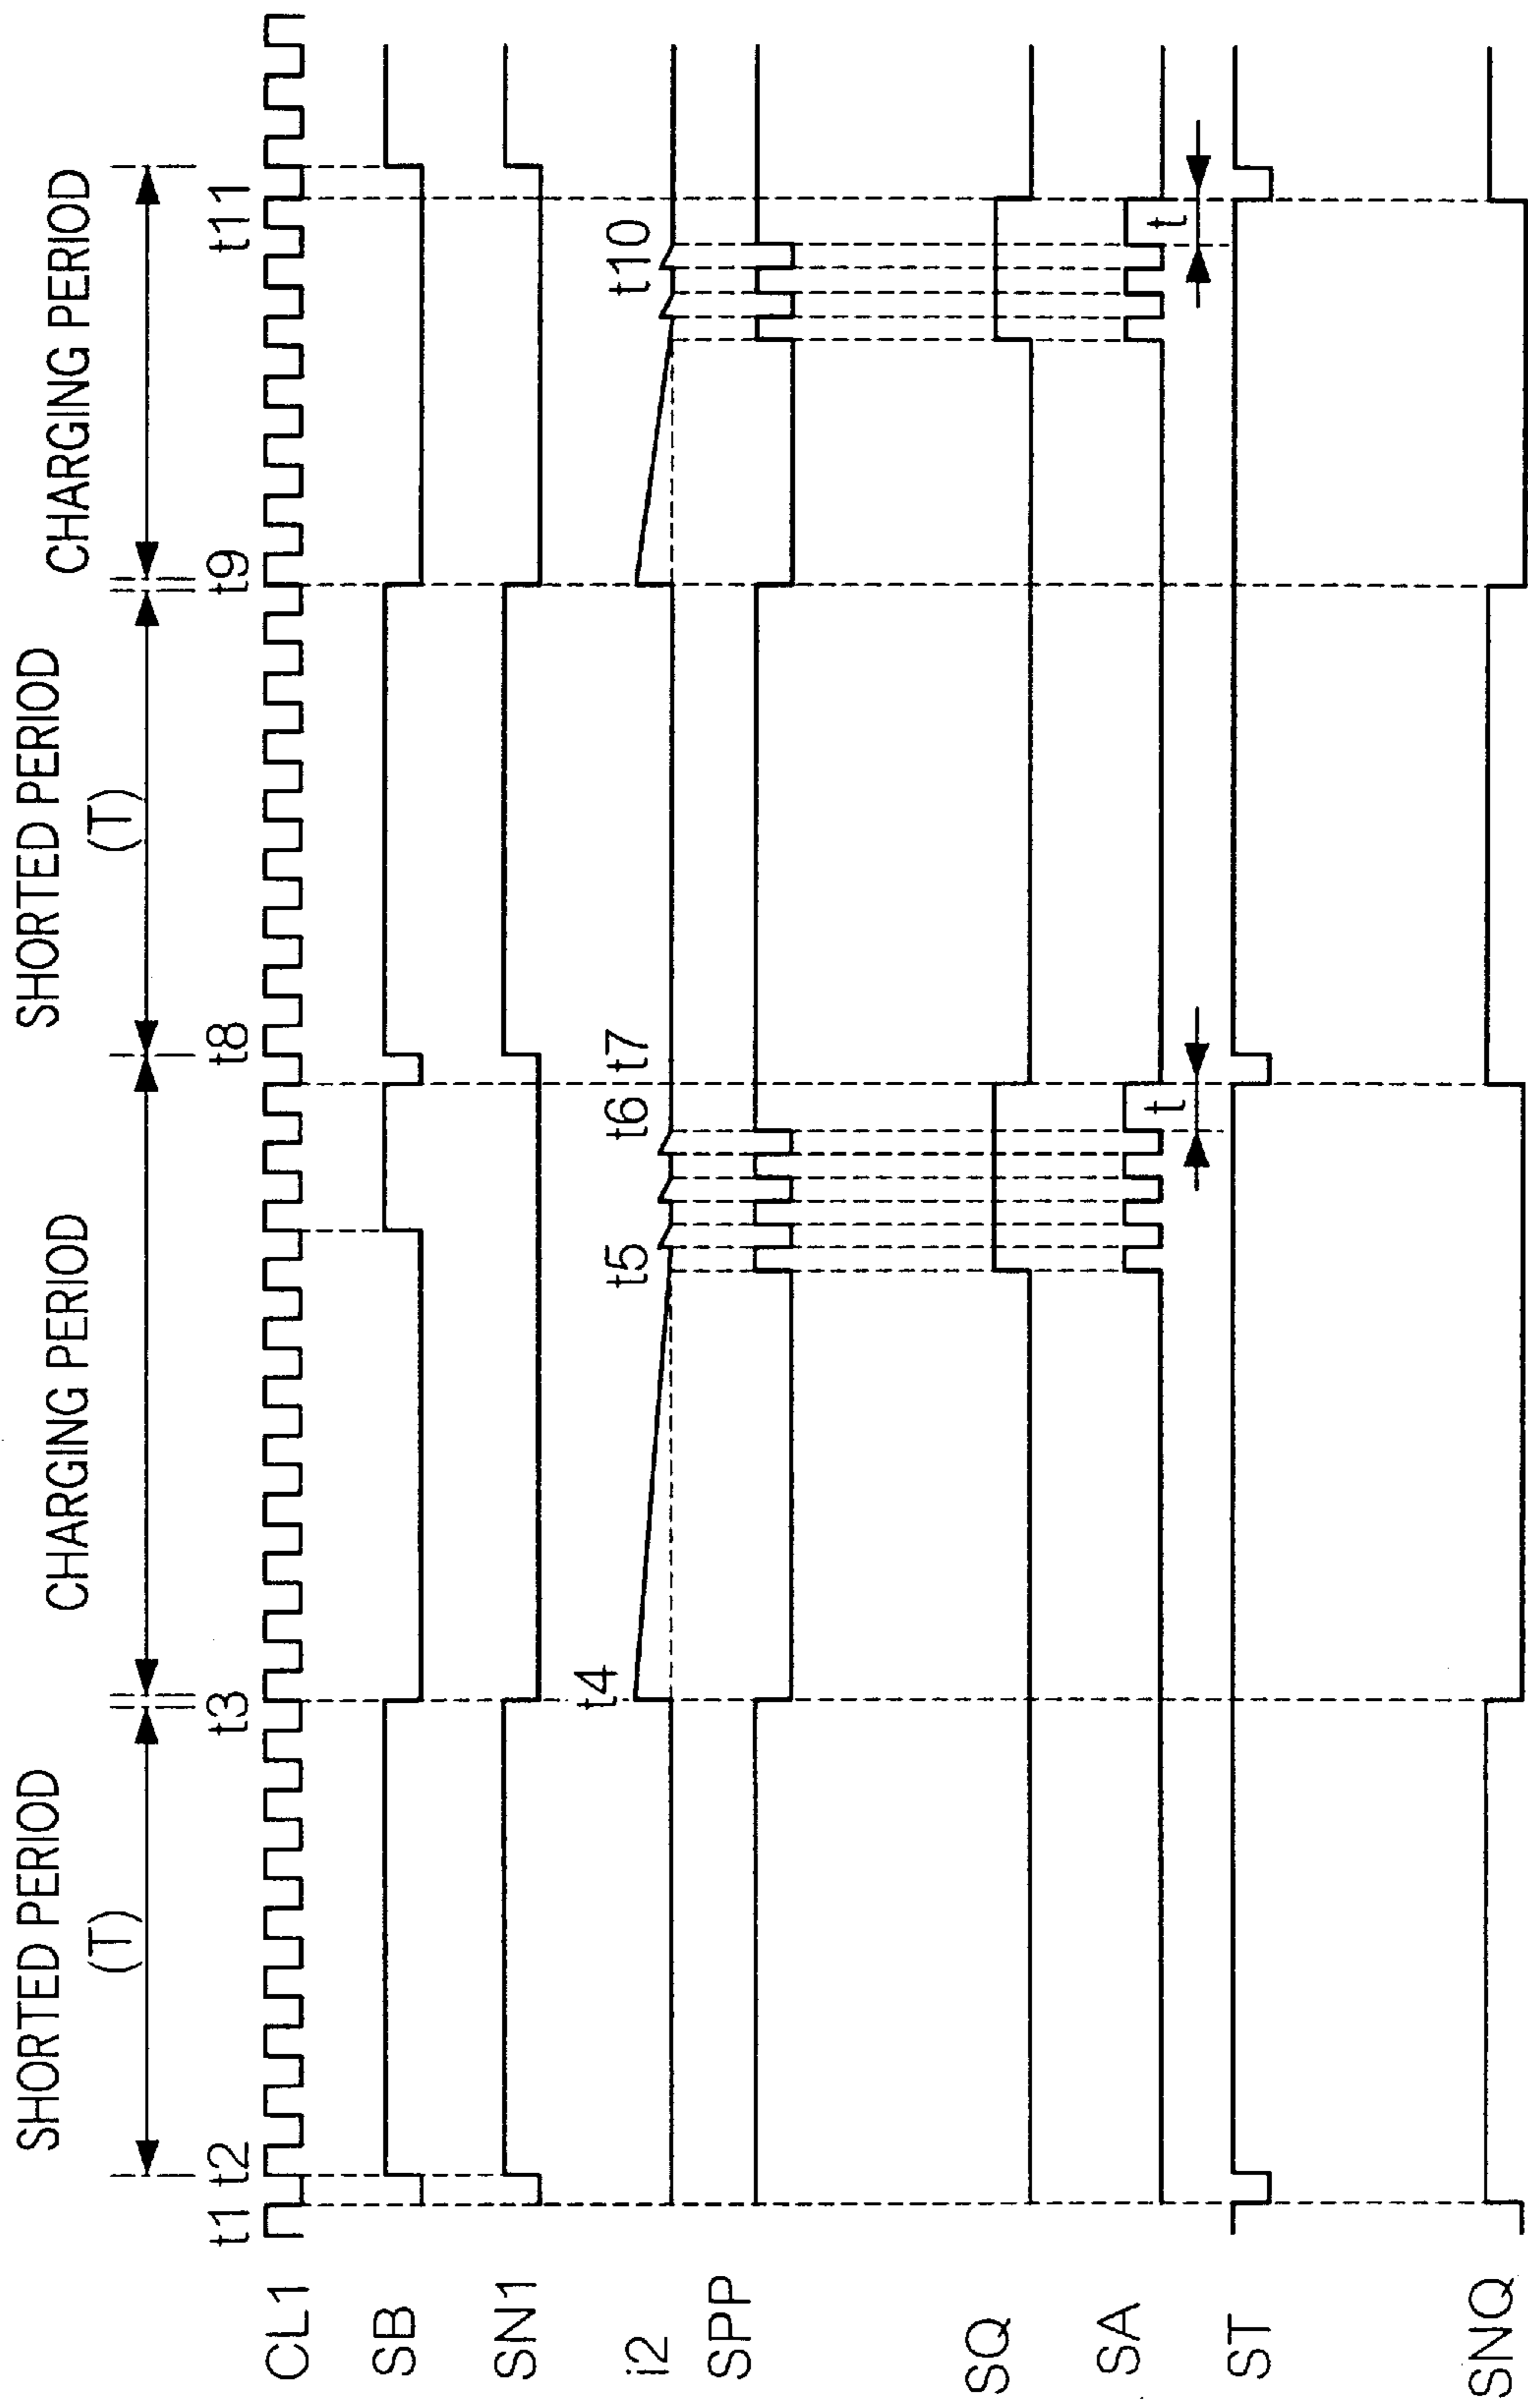 SHORTED PERIOD
(T)
CHARGING PERIOD
SHORTED PERIOD
(T)
CHARGING PERIOD
t1 t2 t3 t8 t9 t11
CL1
SB
SN1
t4 t5 t6 t7 t10
i2
SPP
SQ
SA
t t
ST
SNQ